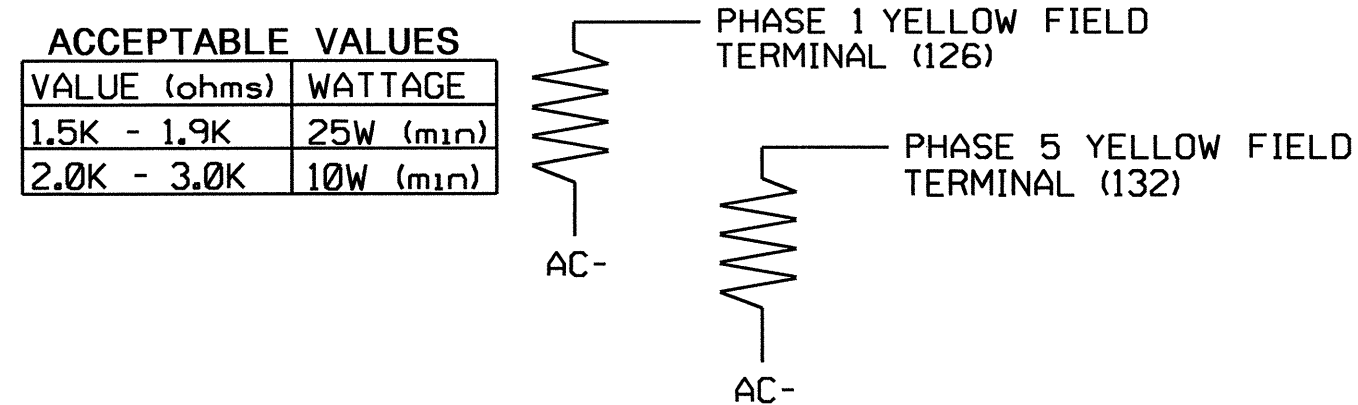 ACCEPTABLE VALUES
VALUE (ohms) WATTAGE
1.5K - 1.9K 25W (min)
2.0K - 3.0K 10W (min)
PHASE 1 YELLOW FIELD
TERMINAL (126)
AC-
PHASE 5 YELLOW FIELD
TERMINAL (132)
AC-